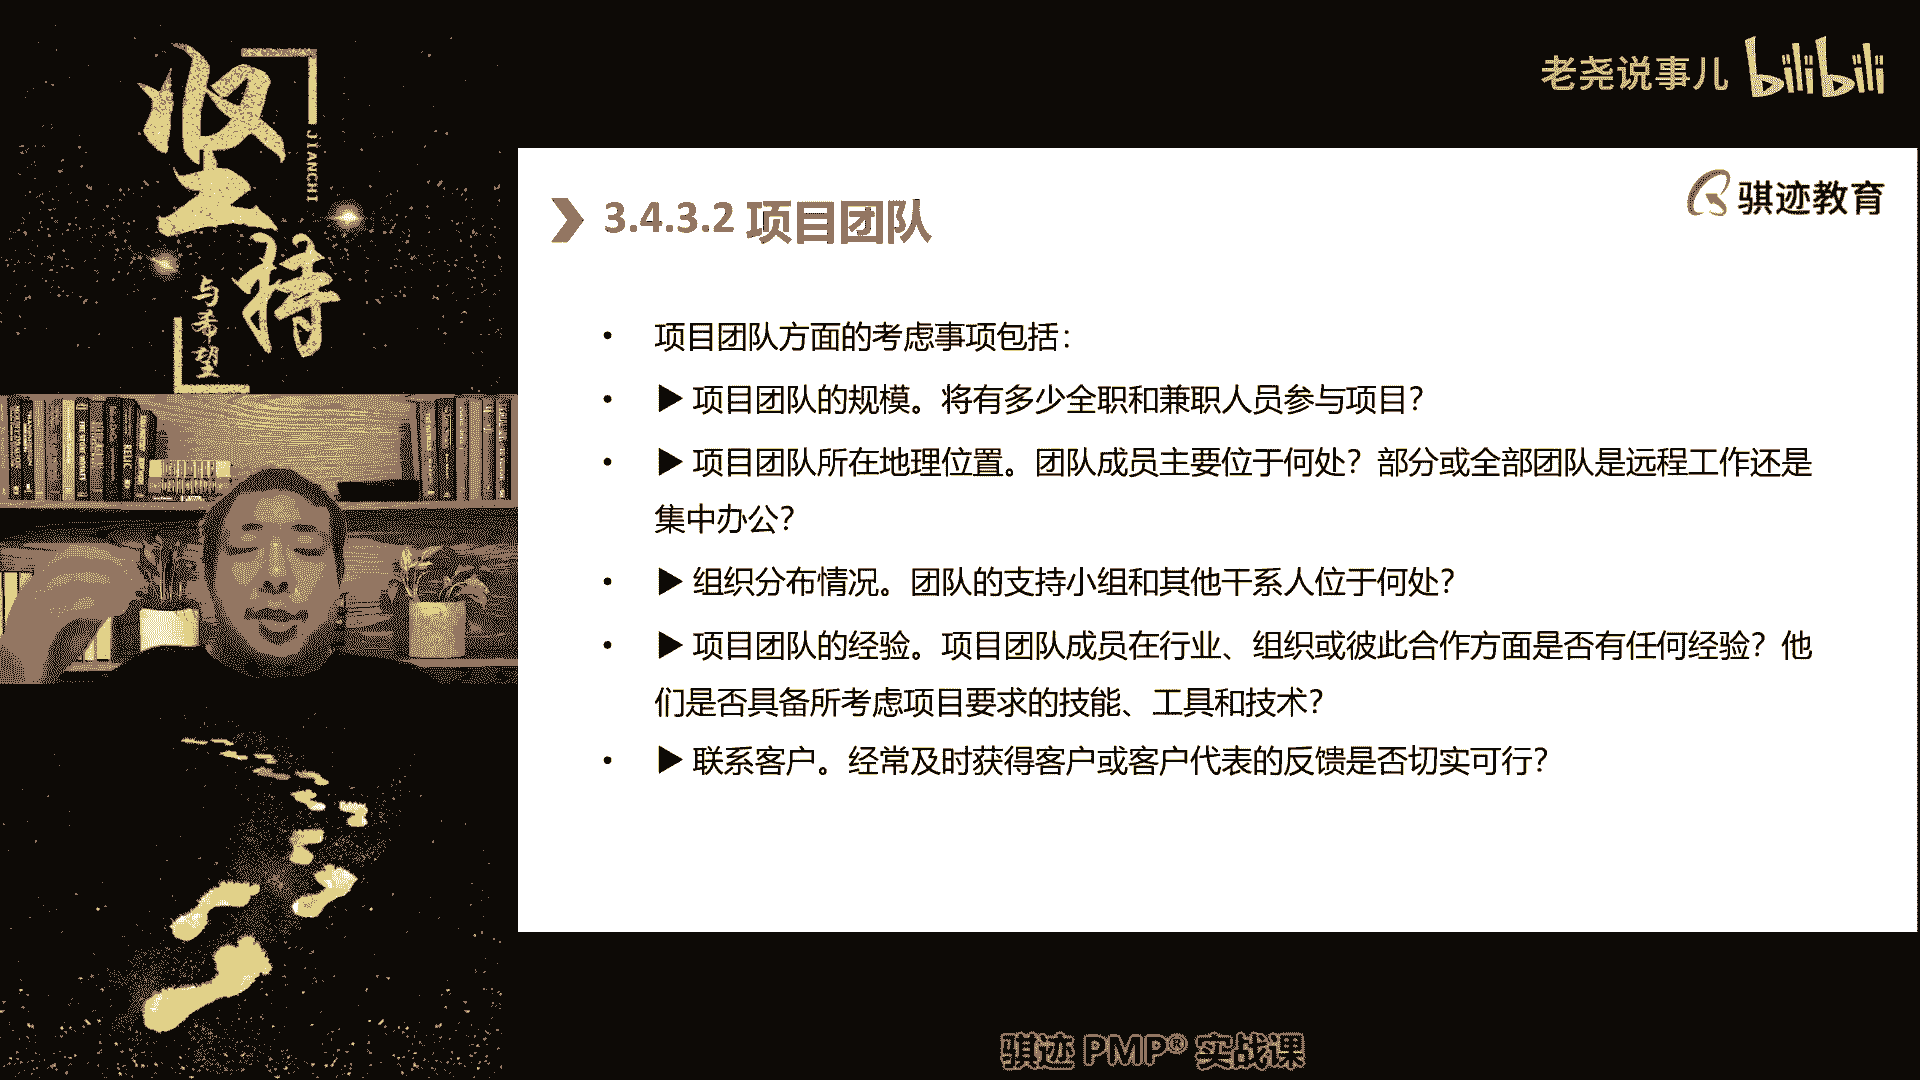 坚持
JIANCHI
与希望
老尧说事儿 bilibili
骐迹教育
3.4.3.2 项目团队
• 项目团队方面的考虑事项包括：
• ▶ 项目团队的规模。将有多少全职和兼职人员参与项目？
• ▶ 项目团队所在地理位置。团队成员主要位于何处？部分或全部团队是远程工作还是
集中办公？
• ▶ 组织分布情况。团队的支持小组和其他干系人位于何处？
• ▶ 项目团队的经验。项目团队成员在行业、组织或彼此合作方面是否有任何经验？他
们是否具备所考虑项目要求的技能、工具和技术？
• ▶ 联系客户。经常及时获得客户或客户代表的反馈是否切实可行？
骐迹 PMP® 实战课